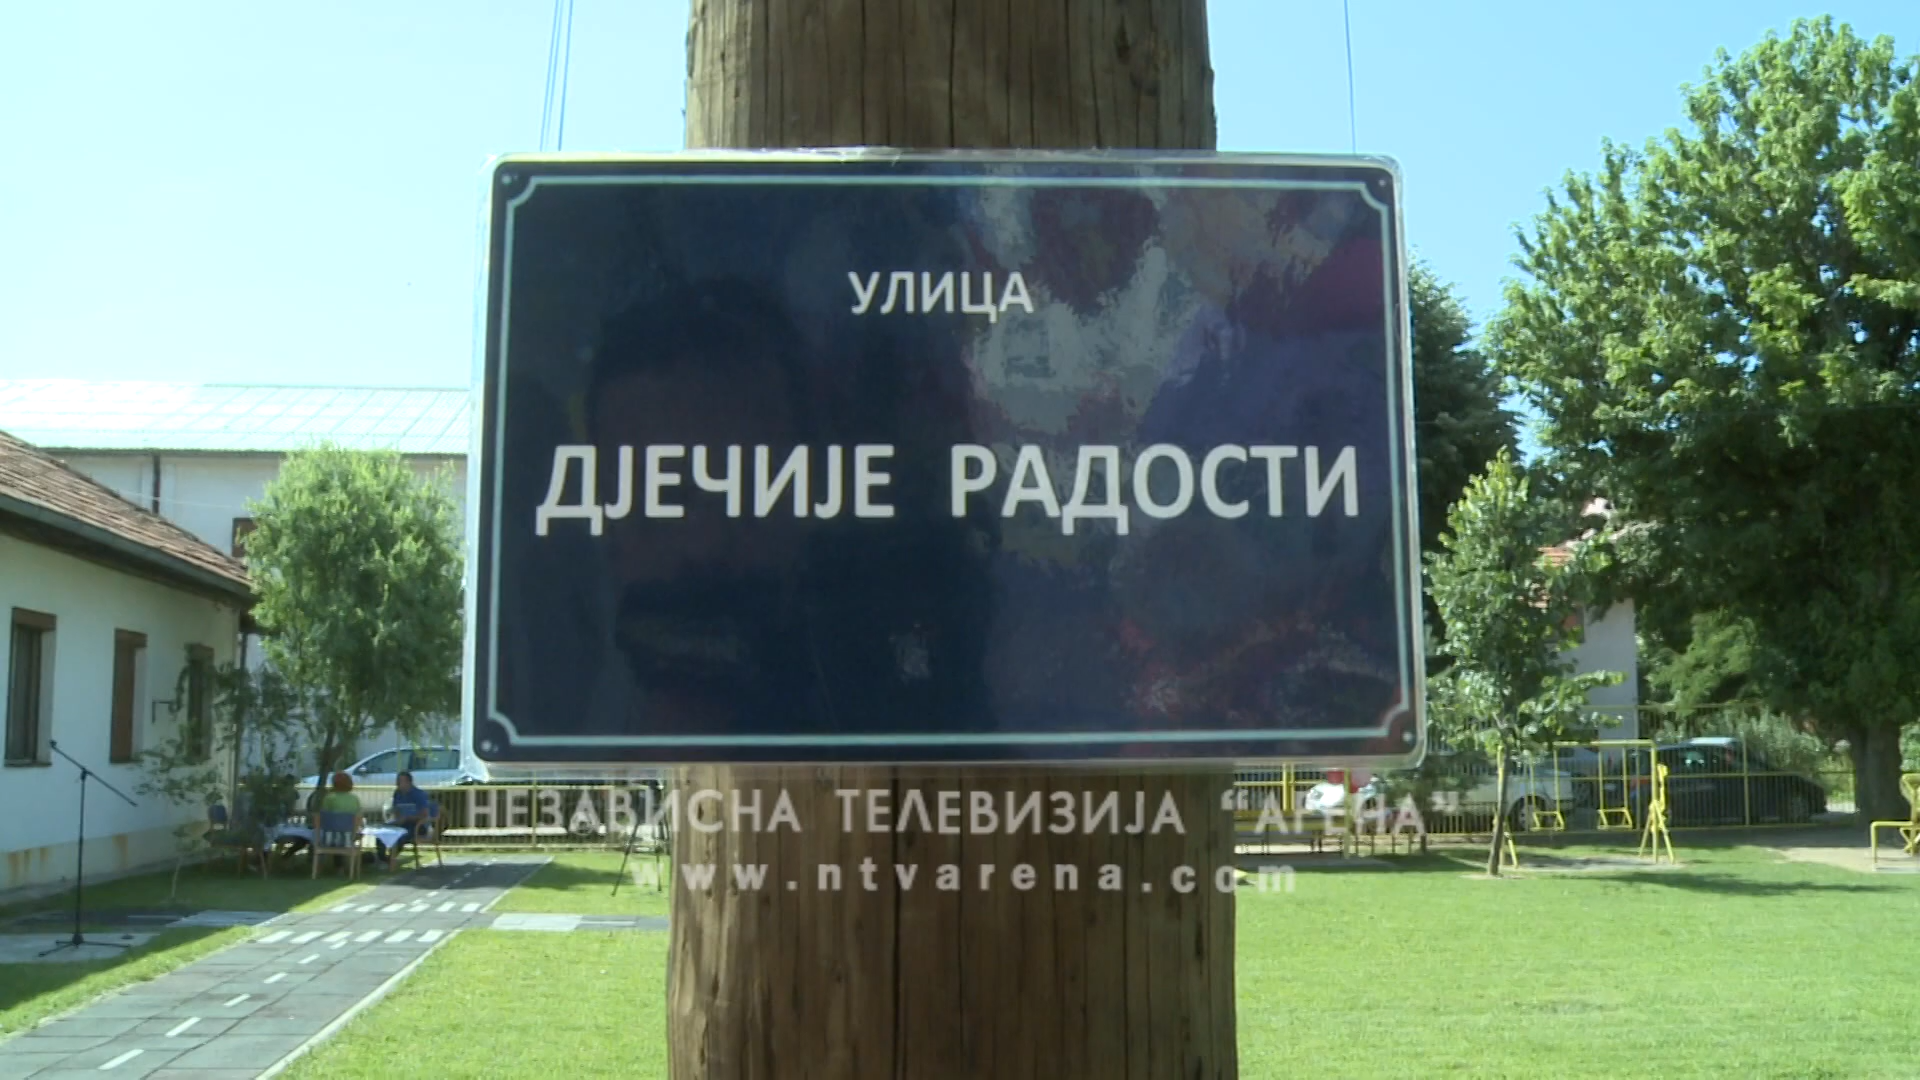 УЛИЦА
ДЈЕЧИЈЕ РАДОСТИ
НЕЗАВИСНА ТЕЛЕВИЗИЈА “АРЕНА”
www.ntvarena.com